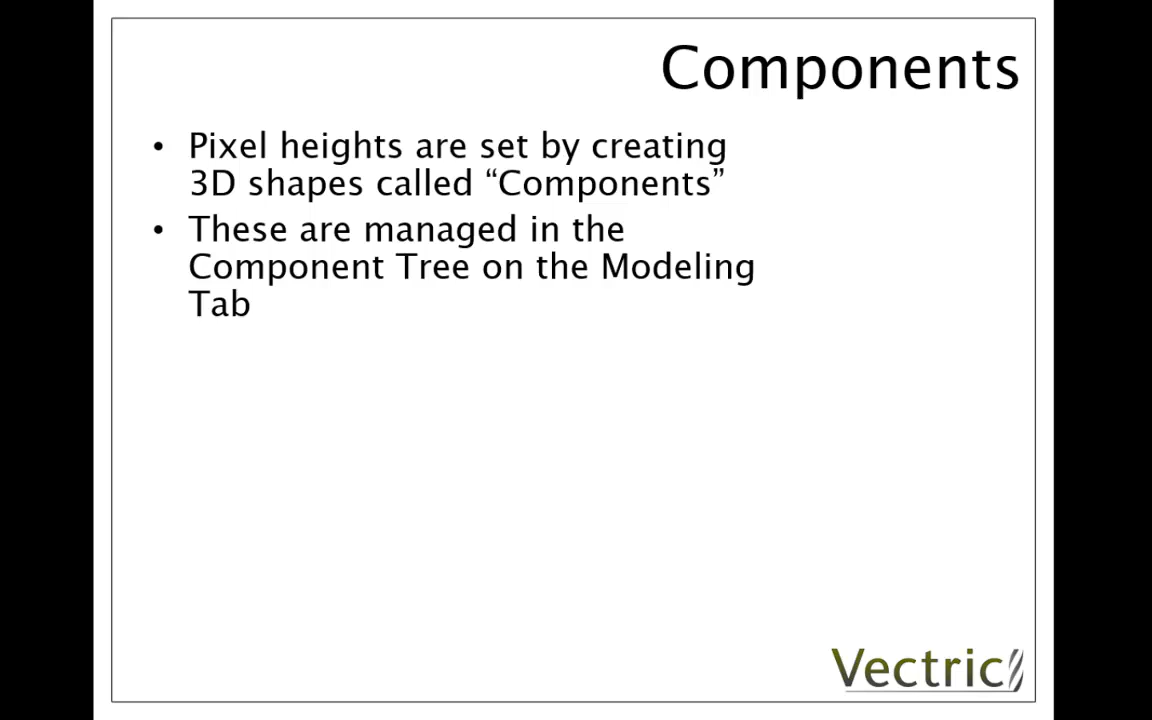 Components
• Pixel heights are set by creating
3D shapes called “Components”
• These are managed in the
Component Tree on the Modeling
Tab
Vectric